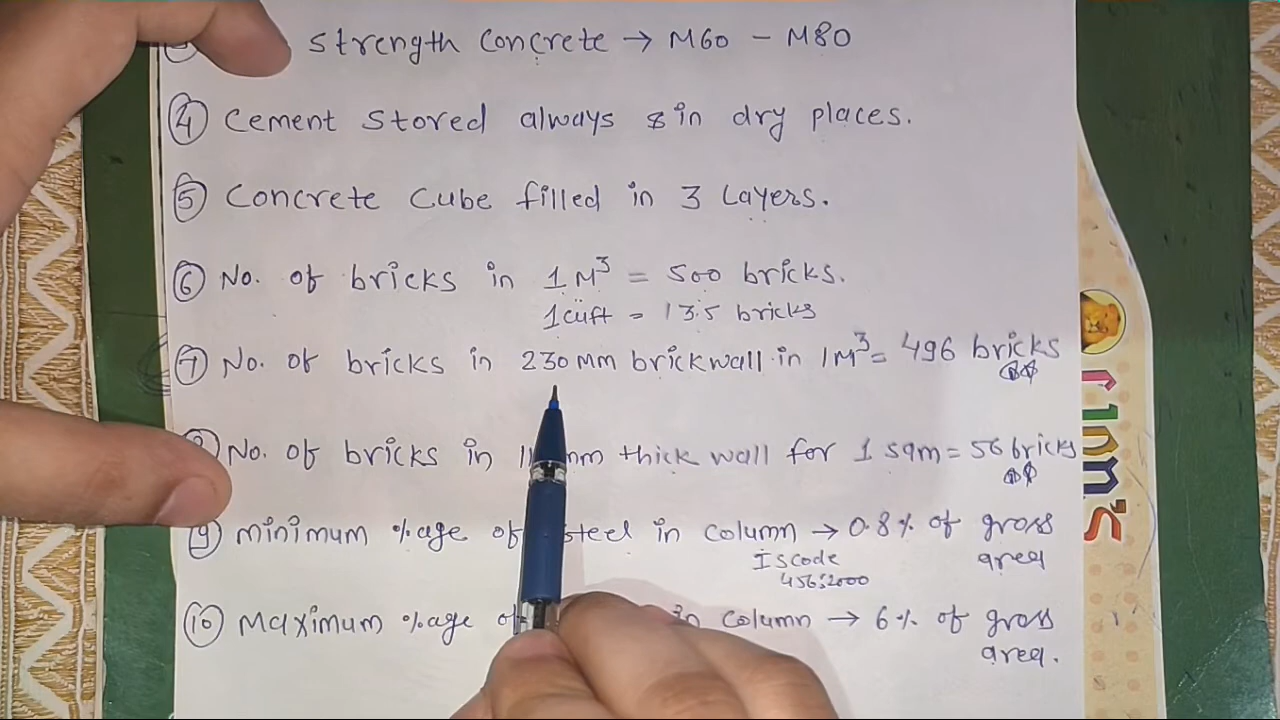 Strength Concrete → M60 – M80
④ Cement Stored always in dry places.
⑤ Concrete Cube filled in 3 Layers.
⑥ No. of bricks in 1M³ = 500 bricks.
1 cuft = 13.5 bricks
⑦ No. of bricks in 230mm brickwall in 1M³ = 496 bricks
No. of bricks in mm thick wall for 1 sqm = 56 bricks
⑨ Minimum %age of steel in column → 0.8% of gross area
IS code
456:2000
⑩ Maximum %age of in column → 6% of gross area.